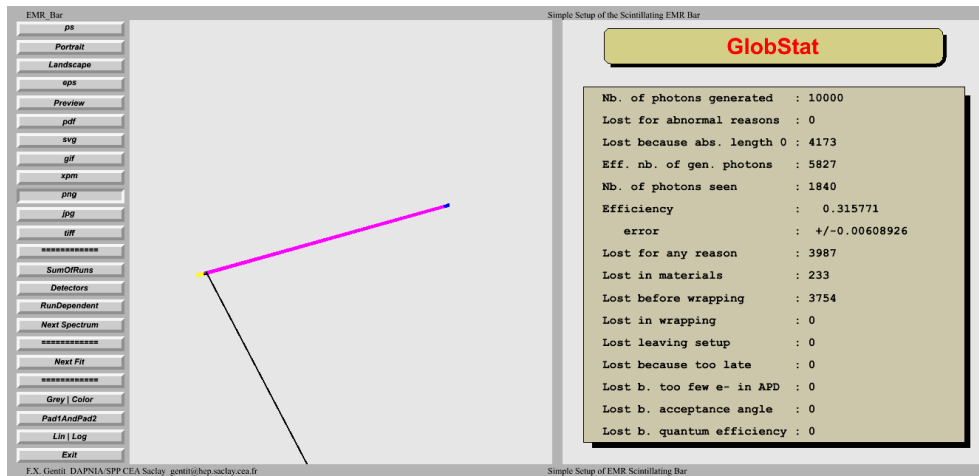 EMR_Bar
Simple Setup of the Scintillating EMR Bar
ps
Portrait
Landscape
eps
Preview
pdf
svg
gif
xpm
png
jpg
tiff
============
SumOfRuns
Detectors
RunDependent
Next Spectrum
============
Next Fit
============
Grey | Color
Pad1AndPad2
Lin | Log
Exit
GlobStat
Nb. of photons generated : 10000
Lost for abnormal reasons : 0
Lost because abs. length 0 : 4173
Eff. nb. of gen. photons : 5827
Nb. of photons seen : 1840
Efficiency : 0.315771
error : +/-0.00608926
Lost for any reason : 3987
Lost in materials : 233
Lost before wrapping : 3754
Lost in wrapping : 0
Lost leaving setup : 0
Lost because too late : 0
Lost b. too few e- in APD : 0
Lost b. acceptance angle : 0
Lost b. quantum efficiency : 0
F.X. Gentit DAPNIA/SPP CEA Saclay gentit@hep.saclay.cea.fr
Simple Setup of EMR Scintillating Bar